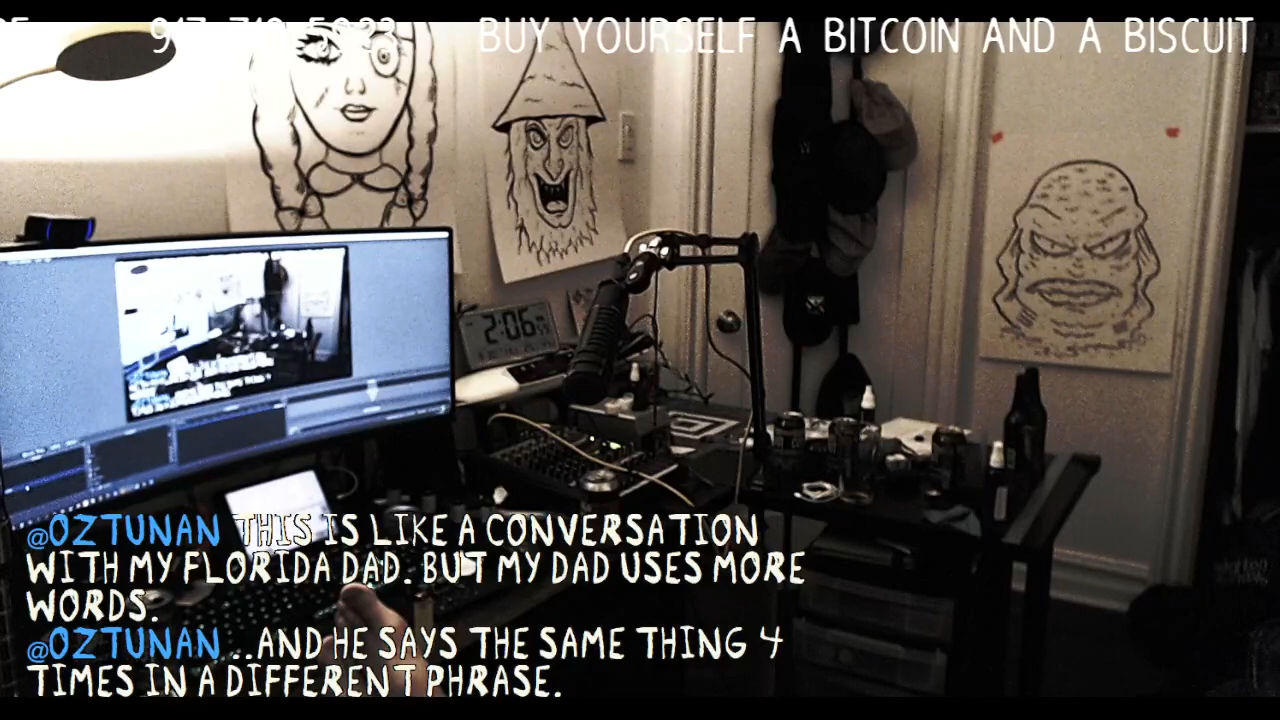 BUY YOURSELF A BITCOIN AND A BISCUIT
2:06
@OZTUNAN THIS IS LIKE A CONVERSATION
WITH MY FLORIDA DAD. BUT MY DAD USES MORE
WORDS.
@OZTUNAN ..AND HE SAYS THE SAME THING 4
TIMES IN A DIFFERENT PHRASE.